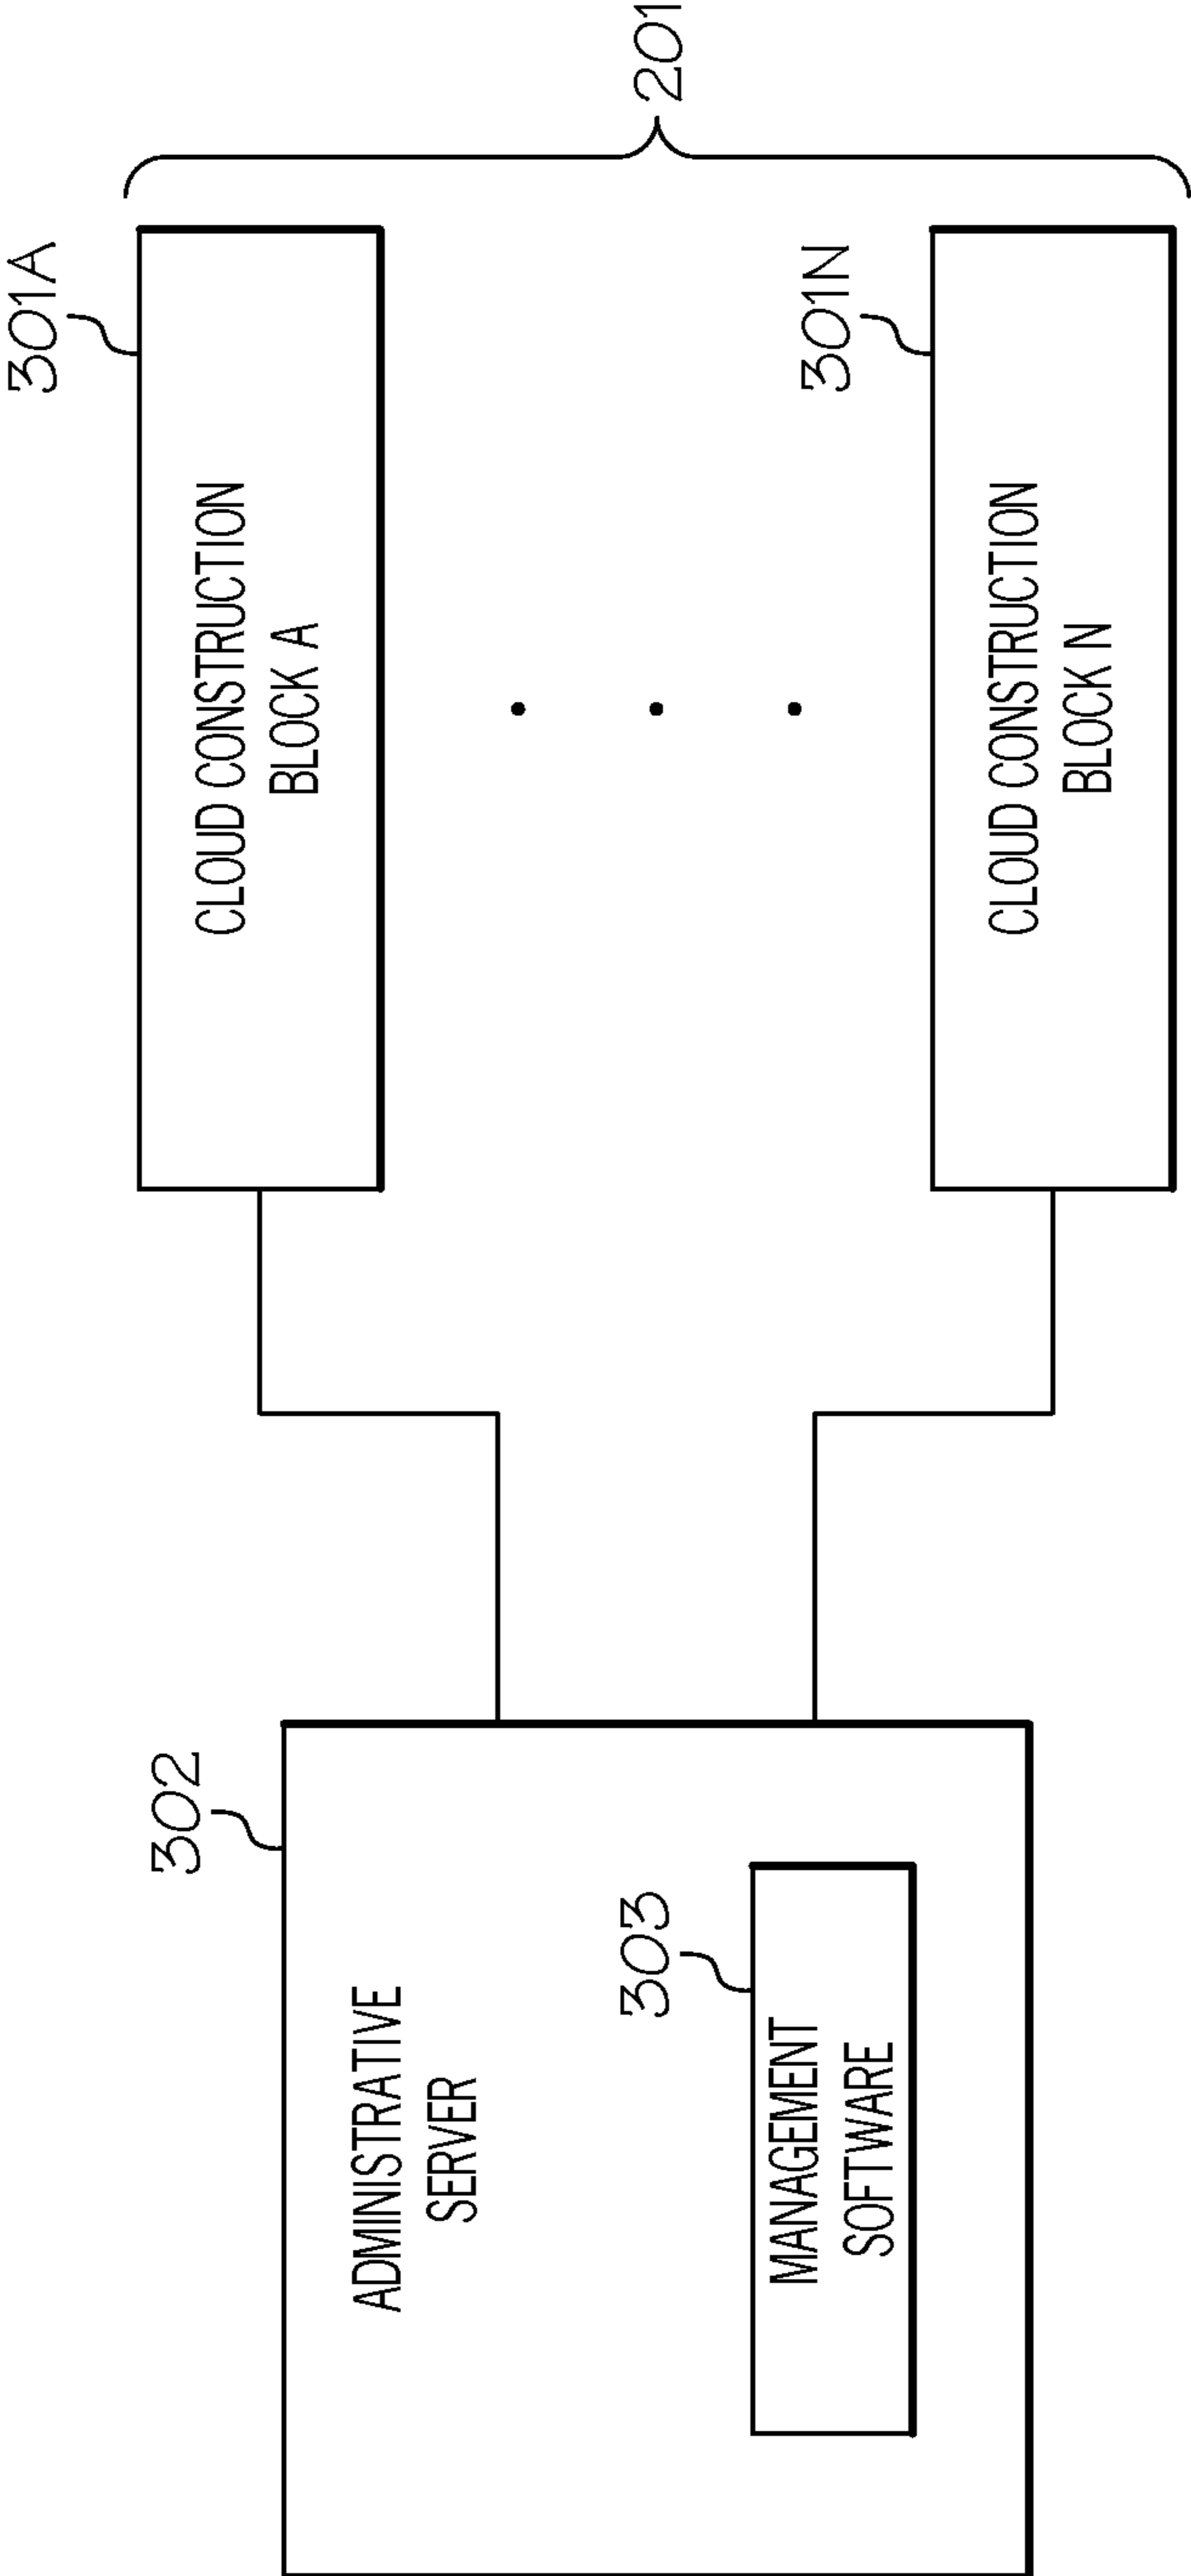 302
ADMINISTRATIVE
SERVER
303
MANAGEMENT
SOFTWARE
301A
CLOUD CONSTRUCTION
BLOCK A
301N
CLOUD CONSTRUCTION
BLOCK N
201